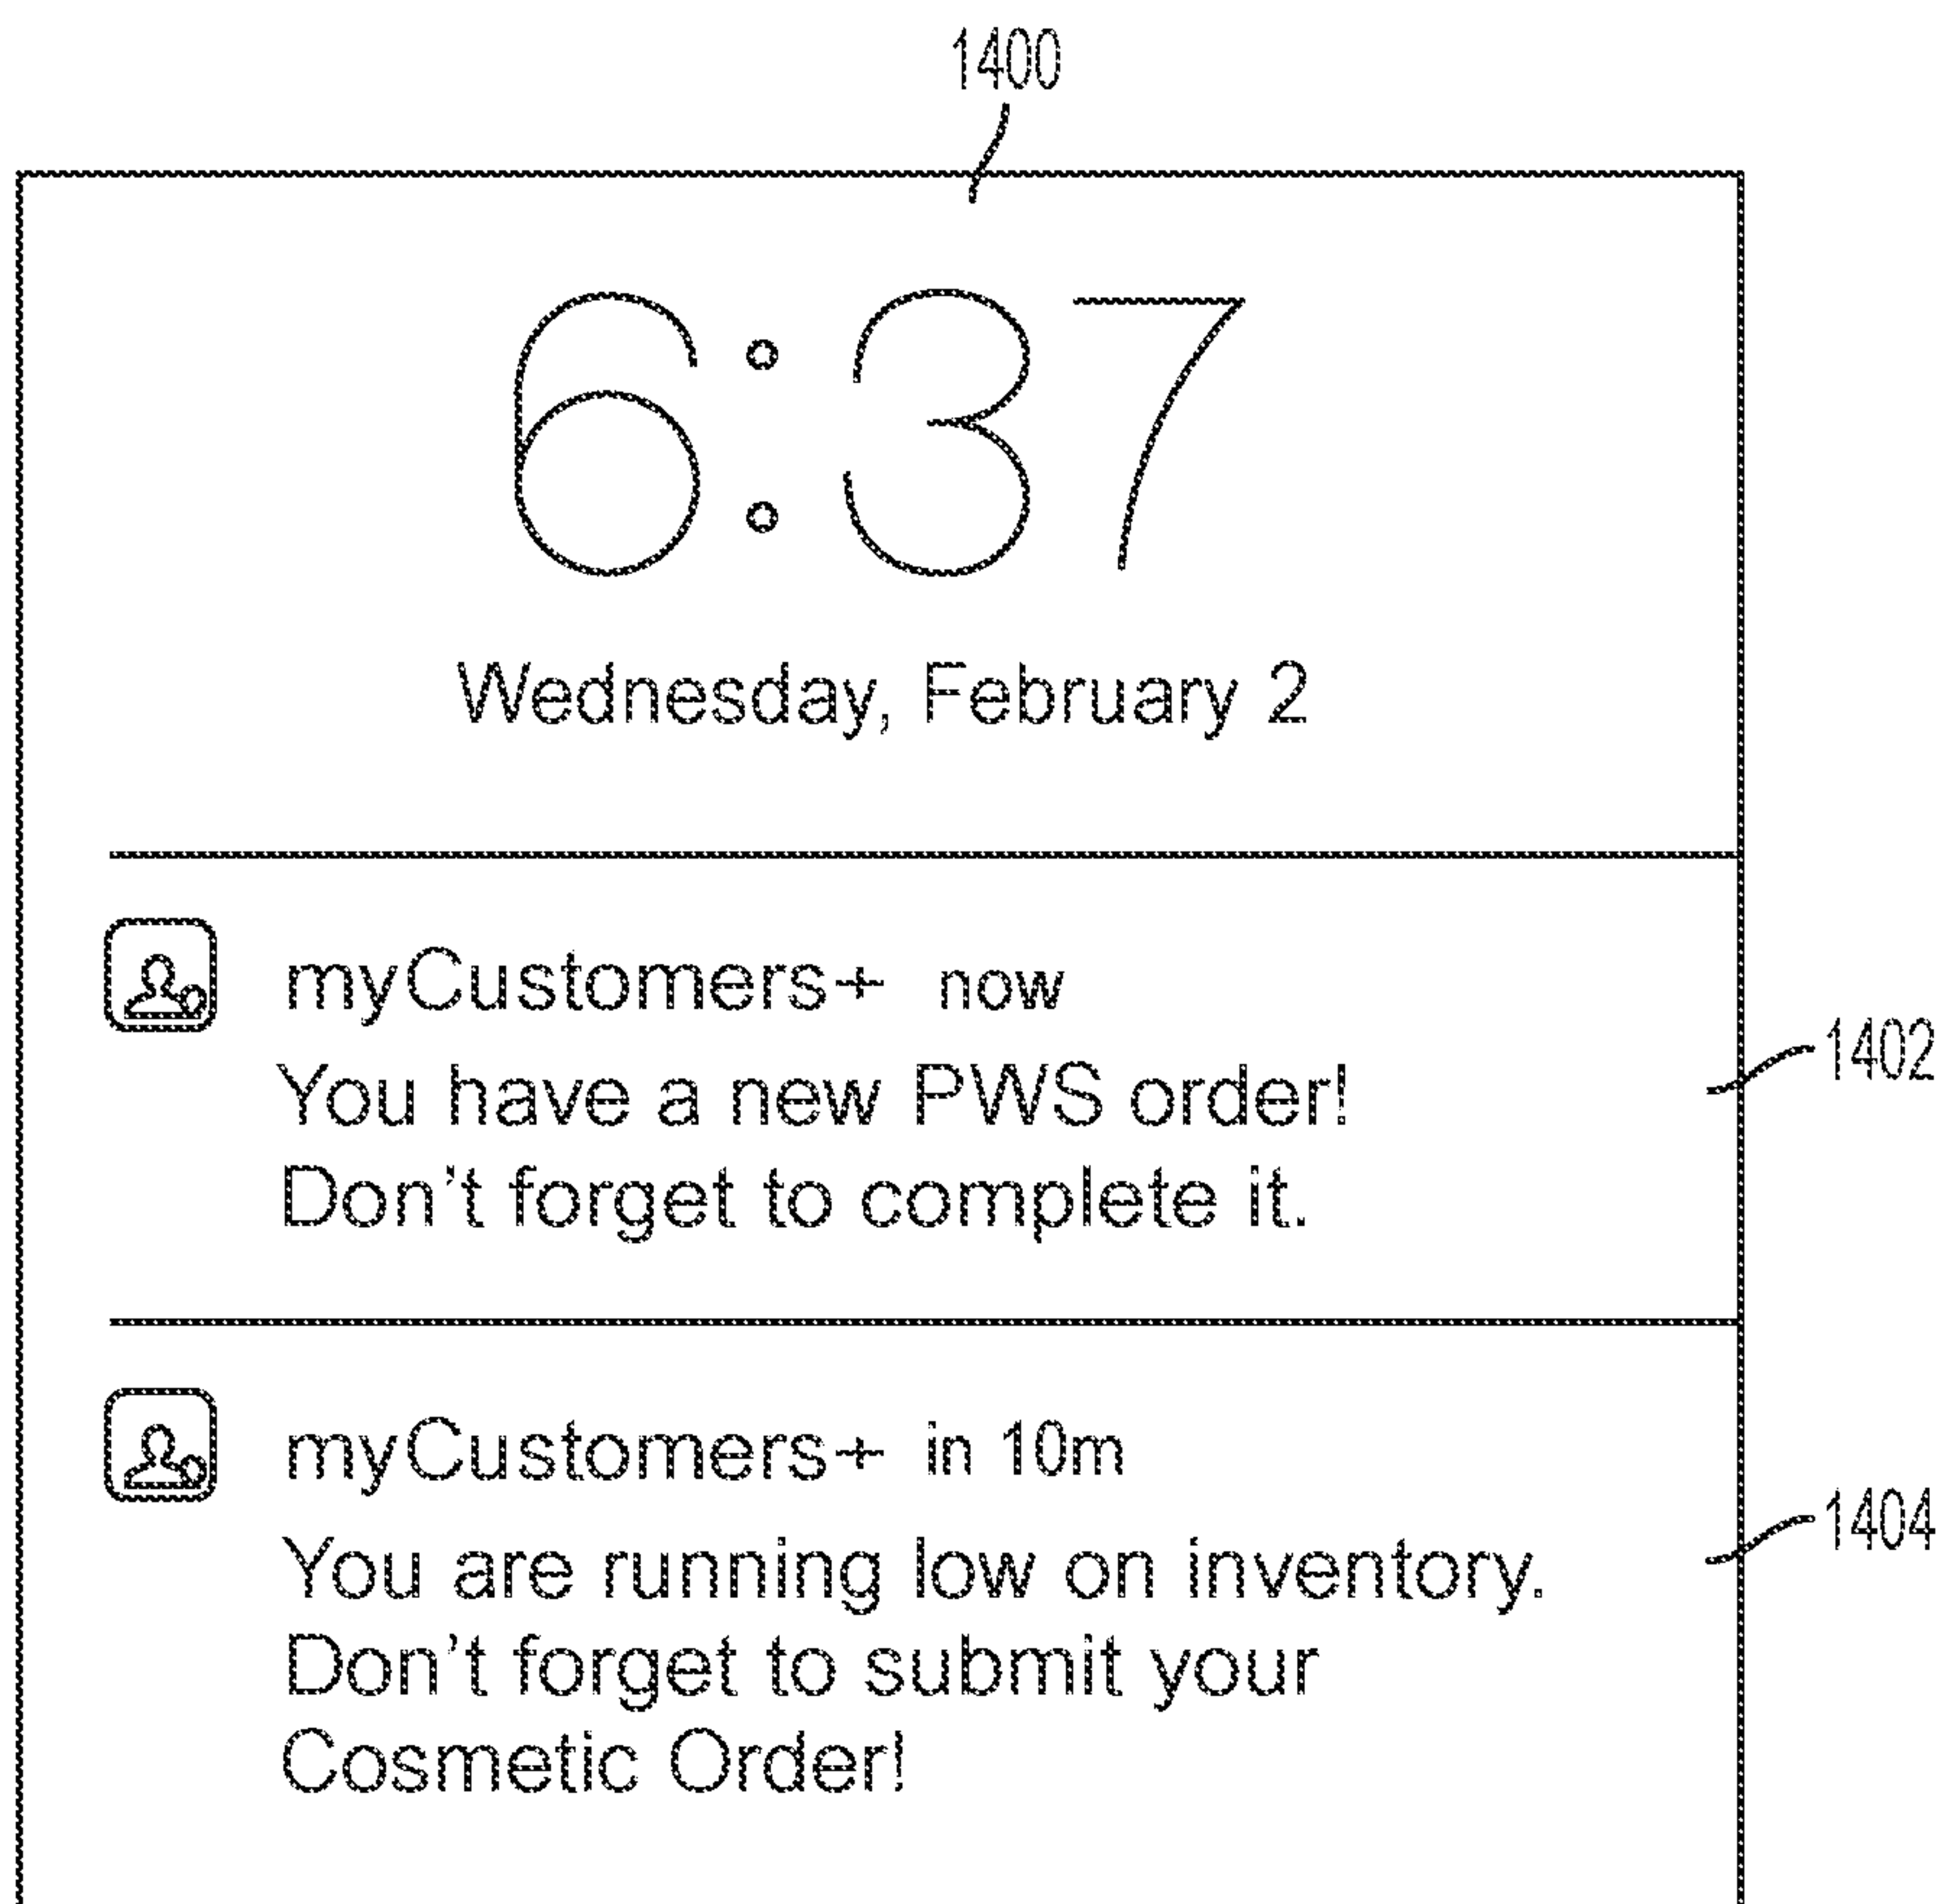 1400
6:37
Wednesday, February 2
myCustomers+ now
1402
You have a new PWS order!
Don't forget to complete it.
myCustomers+ in 10m
1404
You are running low on inventory.
Don't forget to submit your
Cosmetic Order!